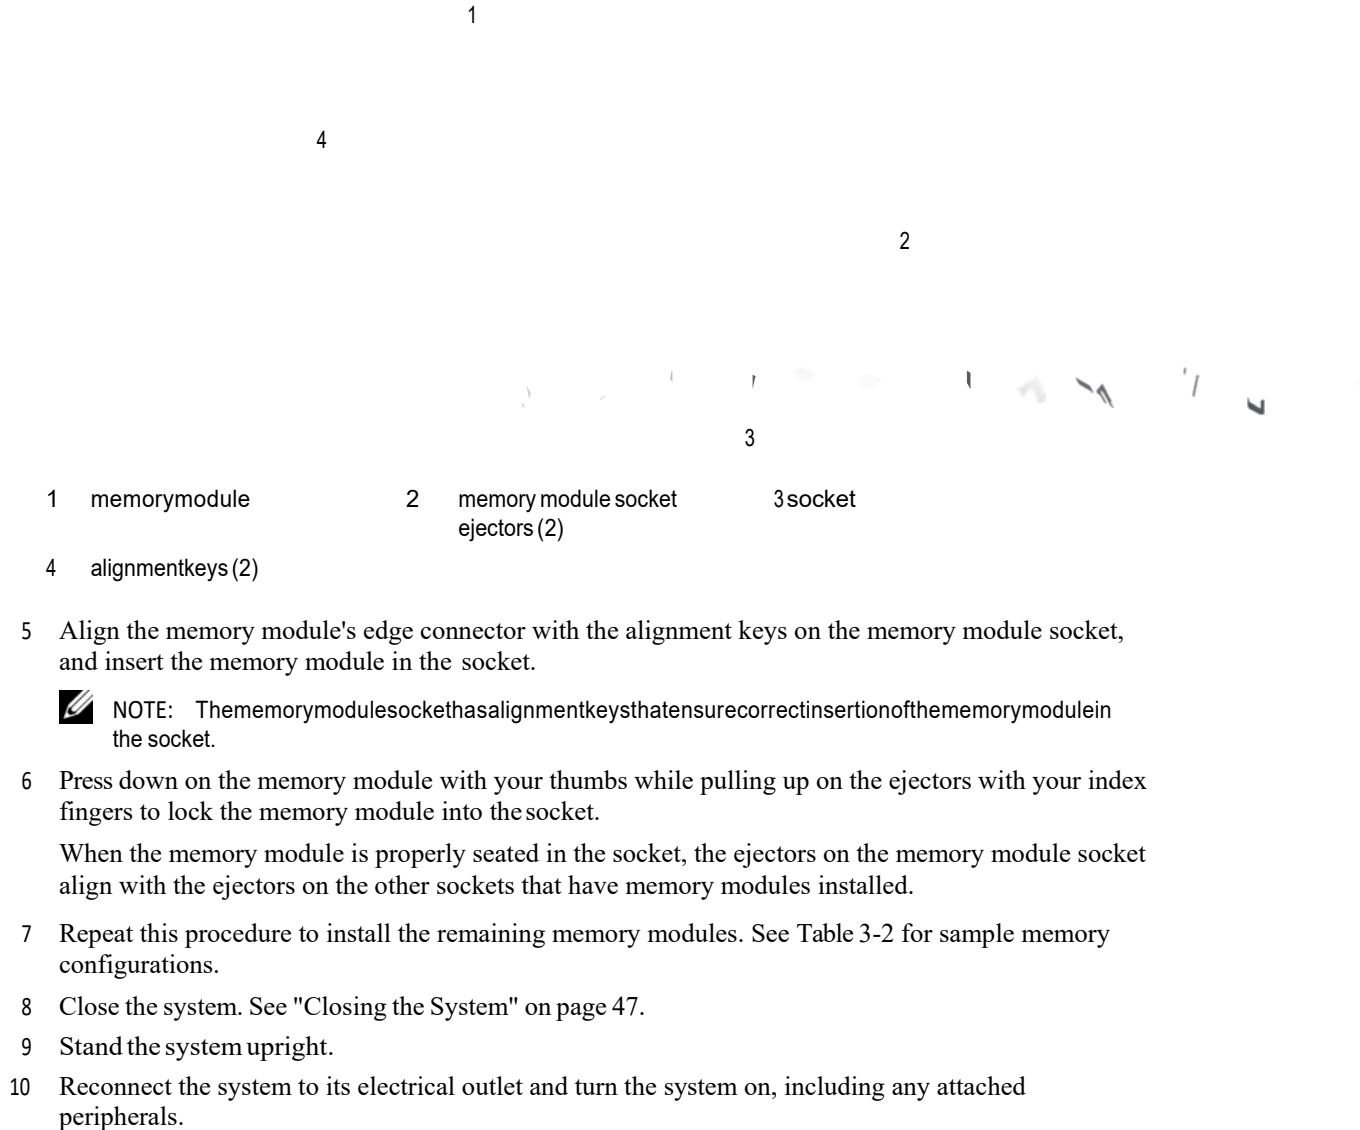 1
4
2
3
1 memorymodule 2 memory module socket 3 socket
ejectors (2)
4 alignmentkeys (2)
5 Align the memory module's edge connector with the alignment keys on the memory module socket,
and insert the memory module in the socket.
NOTE: Thememorymodulesockethasalignmentkeysthatensurecorrectinsertionofthememorymodulein
the socket.
6 Press down on the memory module with your thumbs while pulling up on the ejectors with your index
fingers to lock the memory module into thesocket.
When the memory module is properly seated in the socket, the ejectors on the memory module socket
align with the ejectors on the other sockets that have memory modules installed.
7 Repeat this procedure to install the remaining memory modules. See Table 3-2 for sample memory
configurations.
8 Close the system. See "Closing the System" on page 47.
9 Stand the system upright.
10 Reconnect the system to its electrical outlet and turn the system on, including any attached
peripherals.